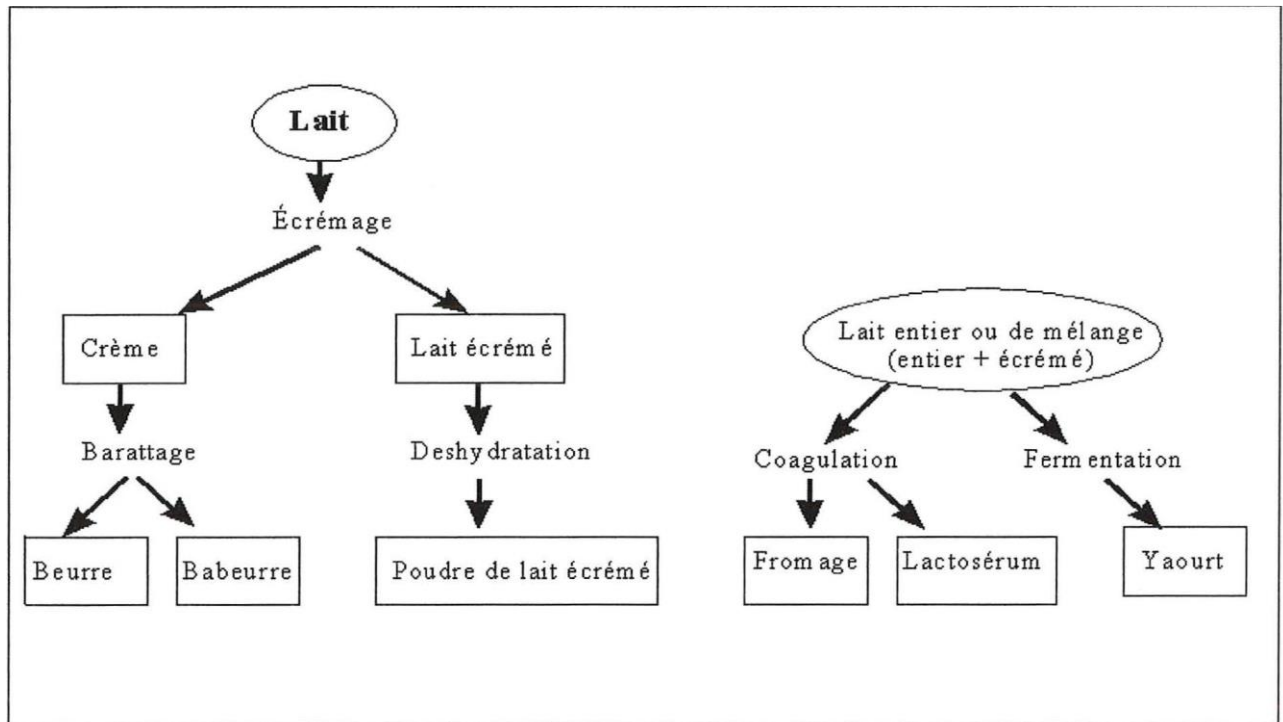 Lait
Écrémage
Crème
Lait écrémé
Lait entier ou de mélange
(entier + écrémé)
Barattage
Deshydratation
Coagulation
Fermentation
Beurre
Babeurre
Poudre de lait écrémé
Fromage
Lactosérum
Yaourt